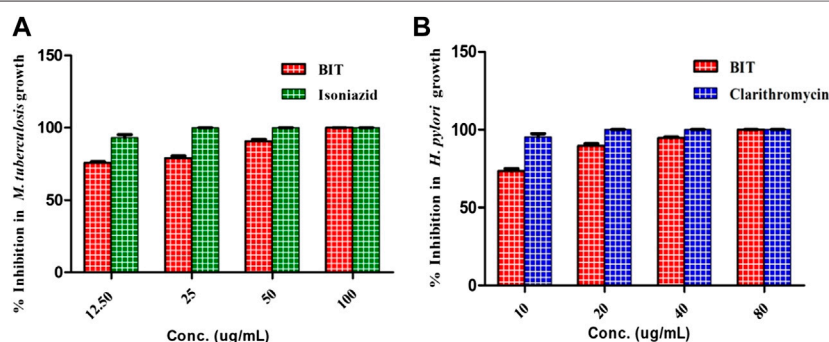 A
% Inhibition in M. tuberculosis growth
150
100
50
0
BIT
Isoniazid
12.50
25
50
100
Conc. (ug/mL)
B
% Inhibition in H. pylori growth
150
100
50
0
BIT
Clarithromycin
10
20
40
80
Conc. (ug/mL)